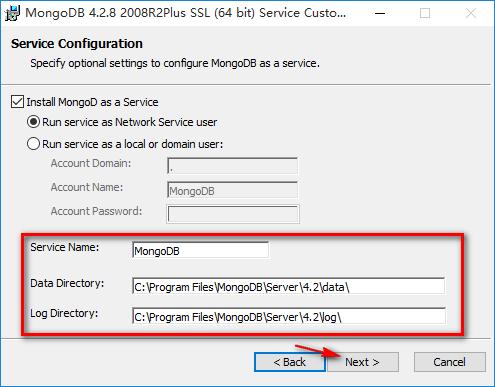 MongoDB 4.2.8 2008R2Plus SSL (64 bit) Service Custo...
Service Configuration
Specify optional settings to configure MongoDB as a service.
Install MongoD as a Service
Run service as Network Service user
Run service as a local or domain user:
Account Domain: .
Account Name: MongoDB
Account Password:
Service Name: MongoDB
Data Directory: C:\Program Files\MongoDB\Server\4.2\data\
Log Directory: C:\Program Files\MongoDB\Server\4.2\log\
< Back Next > Cancel